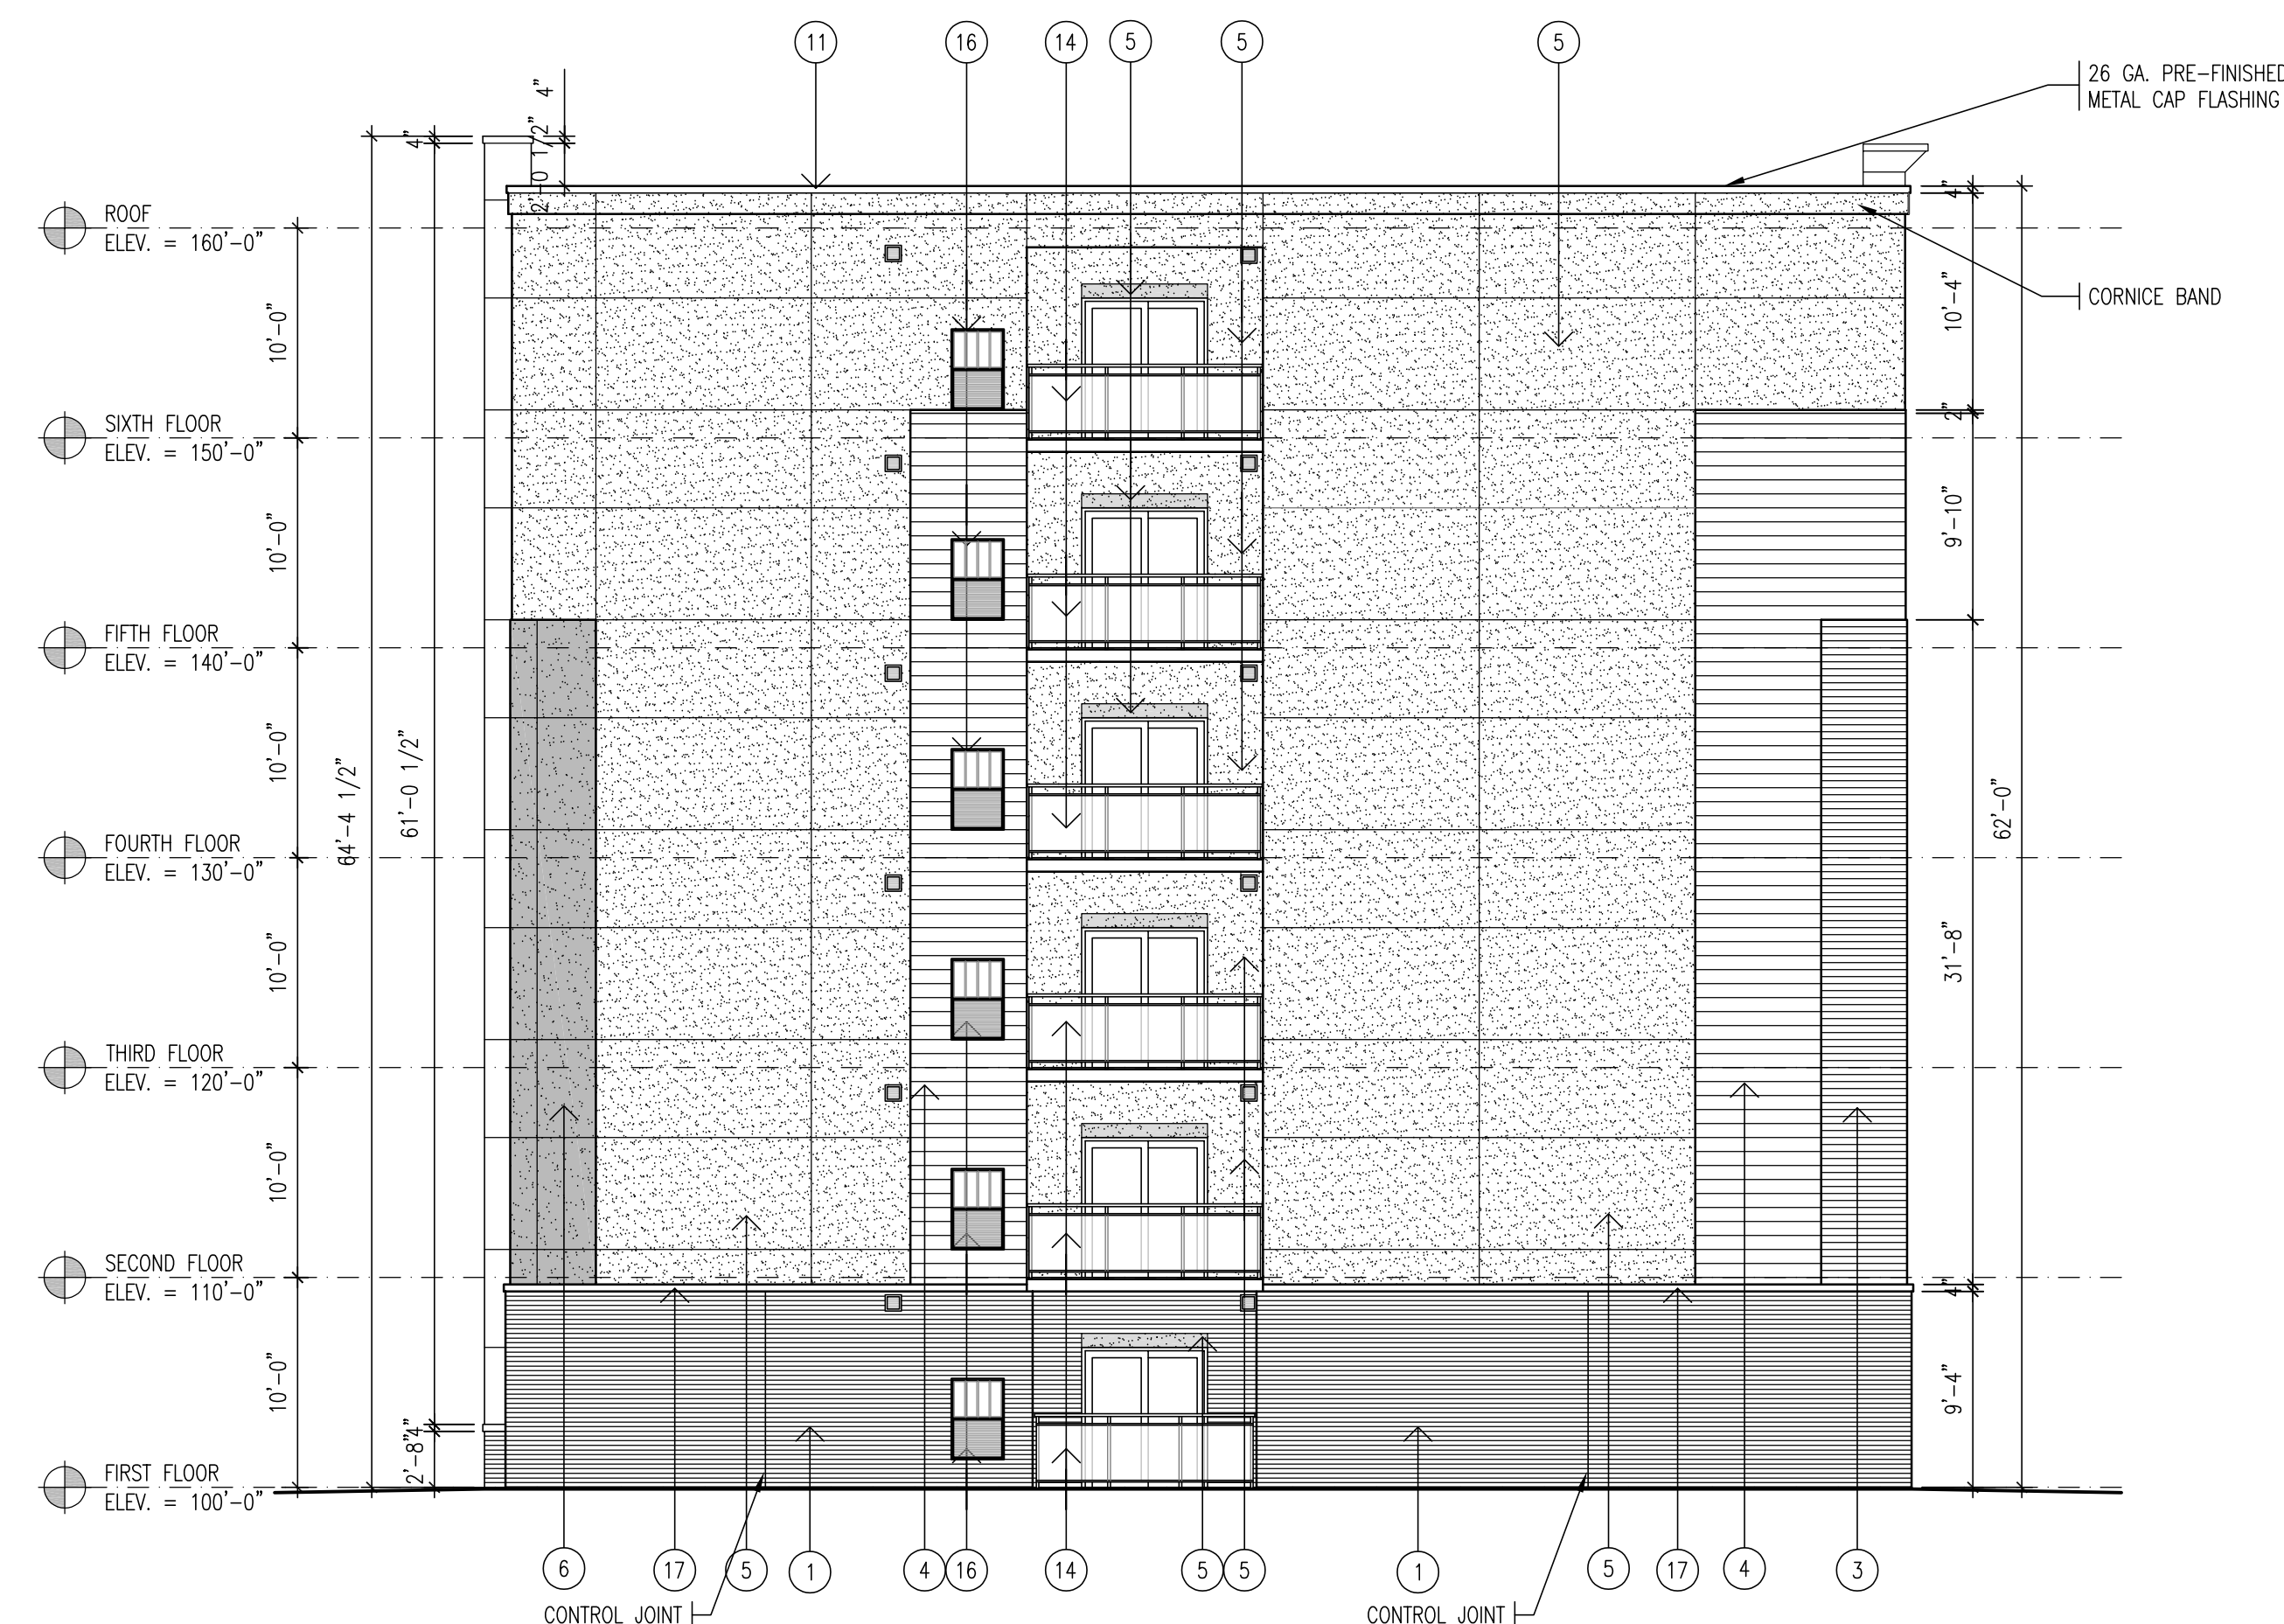 11
16
14
5
5
5
26 GA. PRE-FINISHED
METAL CAP FLASHING
4"
2'-0 1/2"
4"
4"
ROOF
ELEV. = 160'-0"
10'-0"
10'-4"
CORNICE BAND
SIXTH FLOOR
ELEV. = 150'-0"
2"
10'-0"
9'-10"
FIFTH FLOOR
ELEV. = 140'-0"
10'-0"
64'-4 1/2"
61'-0 1/2"
62'-0"
FOURTH FLOOR
ELEV. = 130'-0"
10'-0"
31'-8"
THIRD FLOOR
ELEV. = 120'-0"
10'-0"
SECOND FLOOR
ELEV. = 110'-0"
4"
10'-0"
9'-4"
4"
2'-8"
FIRST FLOOR
ELEV. = 100'-0"
6
17
5
1
4
16
14
5
5
1
5
17
4
3
CONTROL JOINT
CONTROL JOINT